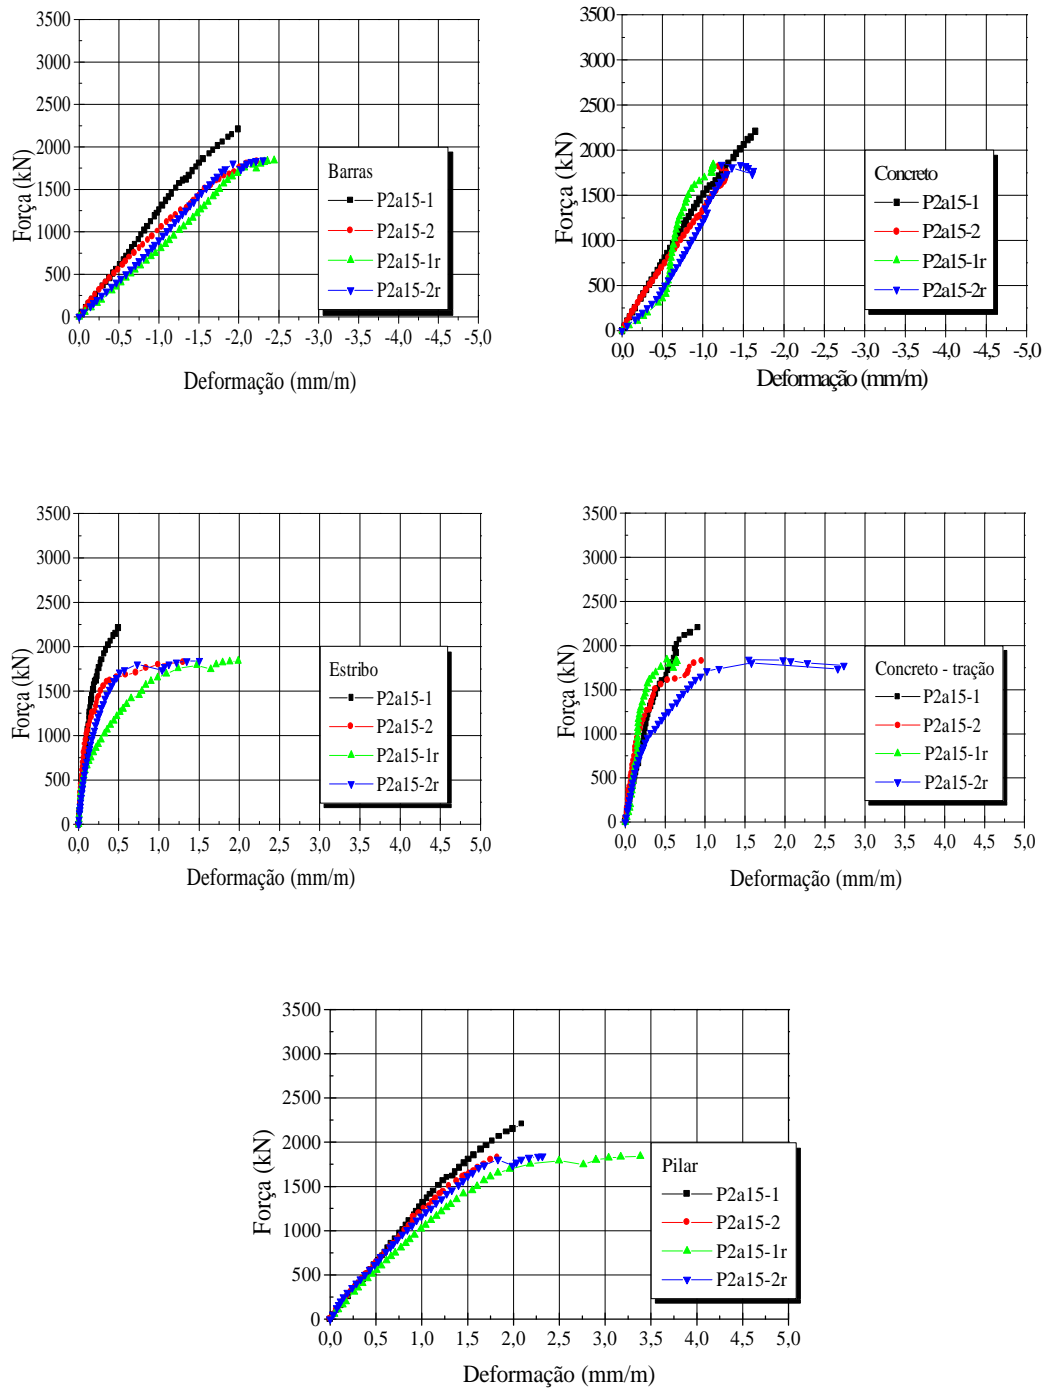 3500
3000
2500
2000
1500
1000
500
0
Força (kN)
0,0 -0,5 -1,0 -1,5 -2,0 -2,5 -3,0 -3,5 -4,0 -4,5 -5,0
Deformação (mm/m)
Barras
P2a15-1
P2a15-2
P2a15-1r
P2a15-2r
3500
3000
2500
2000
1500
1000
500
0
Força (kN)
0,0 -0,5 -1,0 -1,5 -2,0 -2,5 -3,0 -3,5 -4,0 -4,5 -5,0
Deformação (mm/m)
Concreto
P2a15-1
P2a15-2
P2a15-1r
P2a15-2r
3500
3000
2500
2000
1500
1000
500
0
Força (kN)
0,0 0,5 1,0 1,5 2,0 2,5 3,0 3,5 4,0 4,5 5,0
Deformação (mm/m)
Estribo
P2a15-1
P2a15-2
P2a15-1r
P2a15-2r
3500
3000
2500
2000
1500
1000
500
0
Força (kN)
0,0 0,5 1,0 1,5 2,0 2,5 3,0 3,5 4,0 4,5 5,0
Deformação (mm/m)
Concreto - tração
P2a15-1
P2a15-2
P2a15-1r
P2a15-2r
3500
3000
2500
2000
1500
1000
500
0
Força (kN)
0,0 0,5 1,0 1,5 2,0 2,5 3,0 3,5 4,0 4,5 5,0
Deformação (mm/m)
Pilar
P2a15-1
P2a15-2
P2a15-1r
P2a15-2r